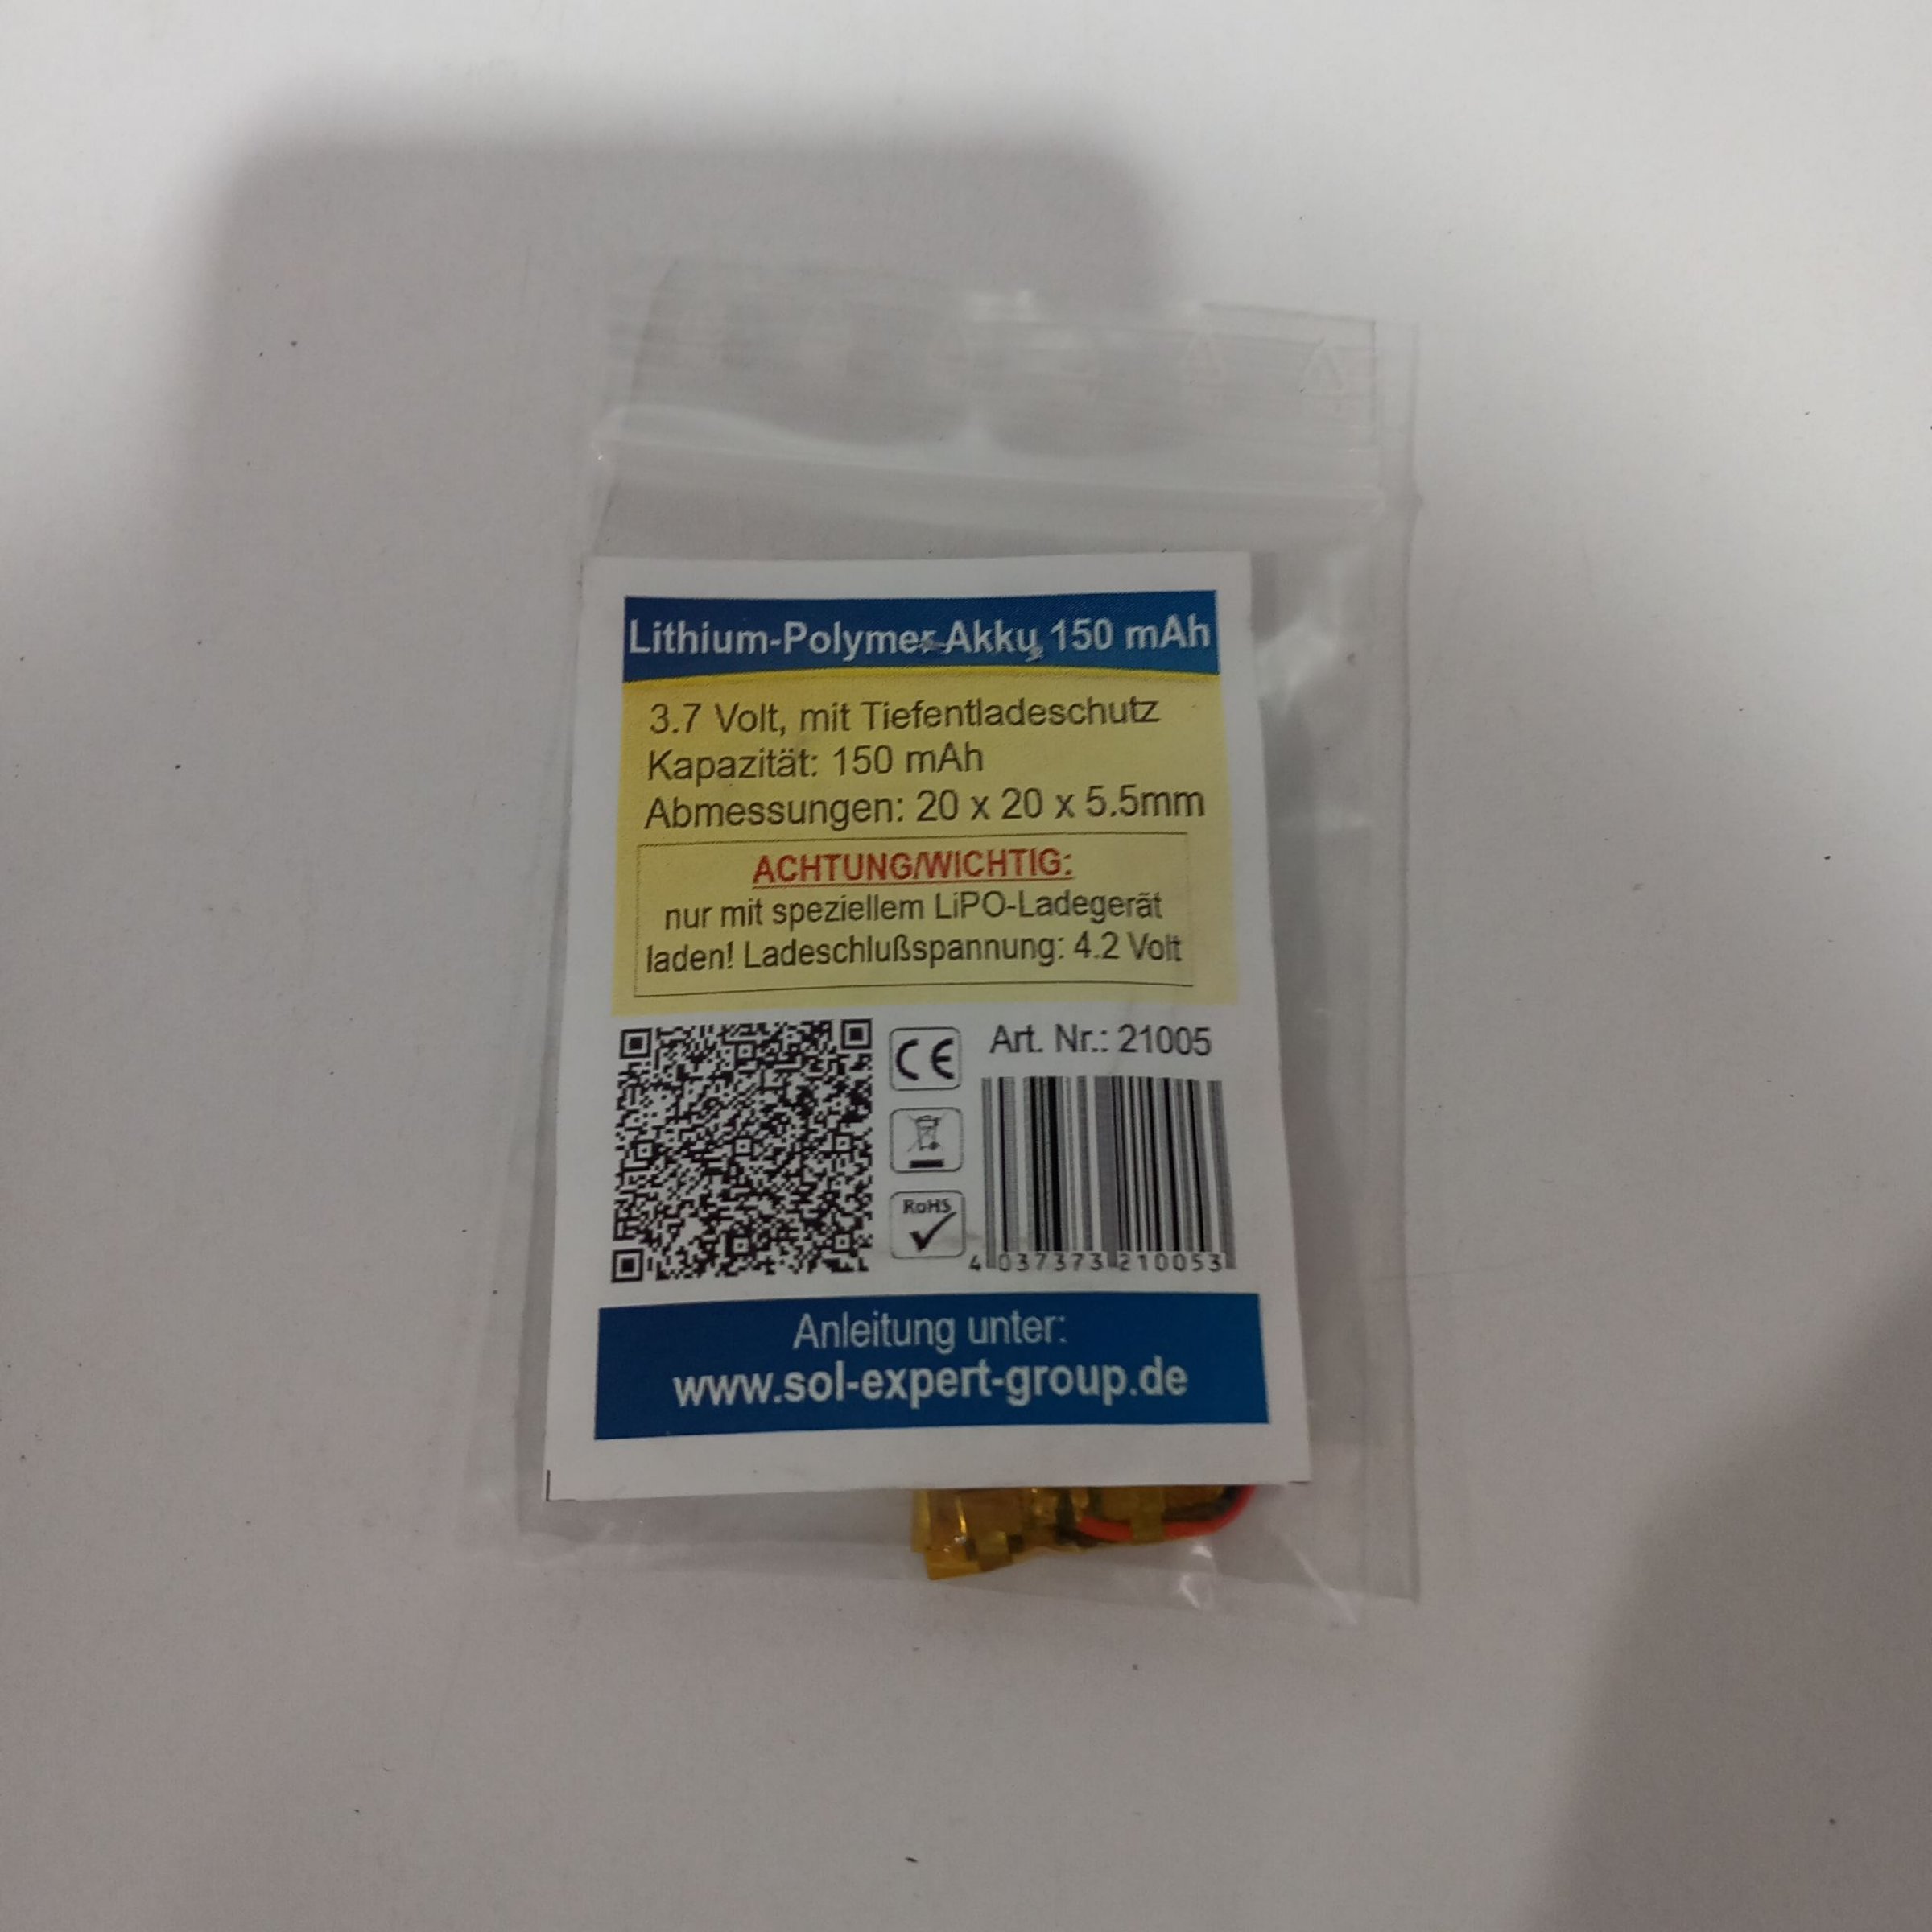 Lithium-Polymer-Akku, 150 mAh
3.7 Volt, mit Tiefentladeschutz
Kapazität: 150 mAh
Abmessungen: 20 x 20 x 5.5mm
ACHTUNG/WICHTIG:
nur mit speziellem LiPO-Ladegerät
laden! Ladeschlußspannung: 4.2 Volt
CE
Art. Nr.: 21005
RoHS
4 037373 210053
Anleitung unter:
www.sol-expert-group.de